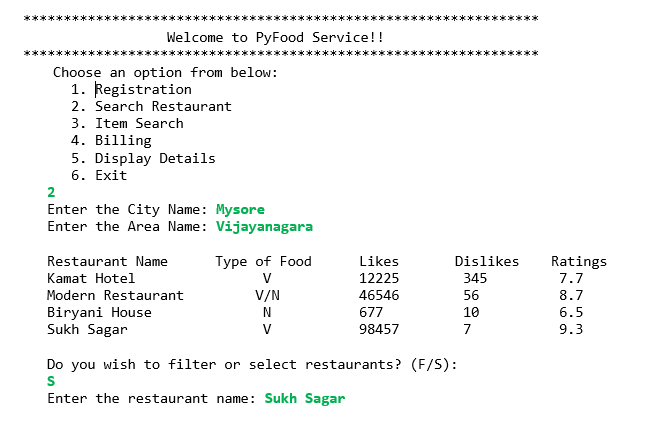 ***************************************************************
Welcome to PyFood Service!!
***************************************************************
Choose an option from below:
1. Registration
2. Search Restaurant
3. Item Search
4. Billing
5. Display Details
6. Exit
2
Enter the City Name: Mysore
Enter the Area Name: Vijayanagara
Restaurant Name Type of Food Likes Dislikes Ratings
Kamat Hotel V 12225 345 7.7
Modern Restaurant V/N 46546 56 8.7
Biryani House N 677 10 6.5
Sukh Sagar V 98457 7 9.3
Do you wish to filter or select restaurants? (F/S):
S
Enter the restaurant name: Sukh Sagar